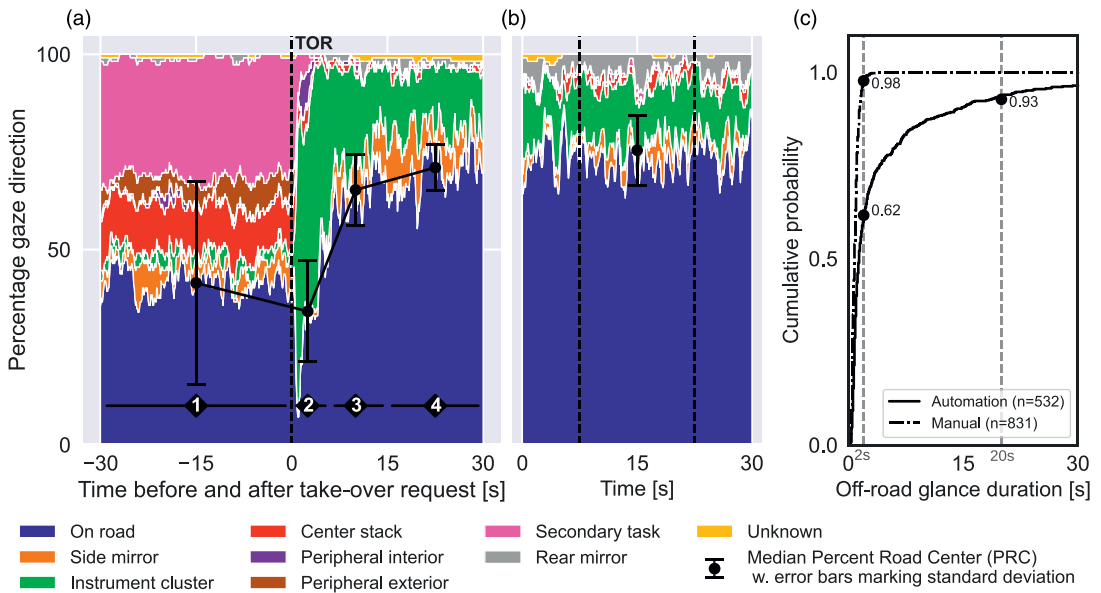 (a)
(b)
(c)
TOR
Percentage gaze direction
100
50
0
1
2
3
4
−30
−15
0
15
30
Time before and after take-over request [s]
0
15
30
Time [s]
Cumulative probability
1.0
0.5
0.0
0.98
0.93
0.62
Automation (n=532)
Manual (n=831)
0
2s
15
20s
30
Off-road glance duration [s]
On road
Side mirror
Instrument cluster
Center stack
Peripheral interior
Peripheral exterior
Secondary task
Rear mirror
Unknown
Median Percent Road Center (PRC)
w. error bars marking standard deviation